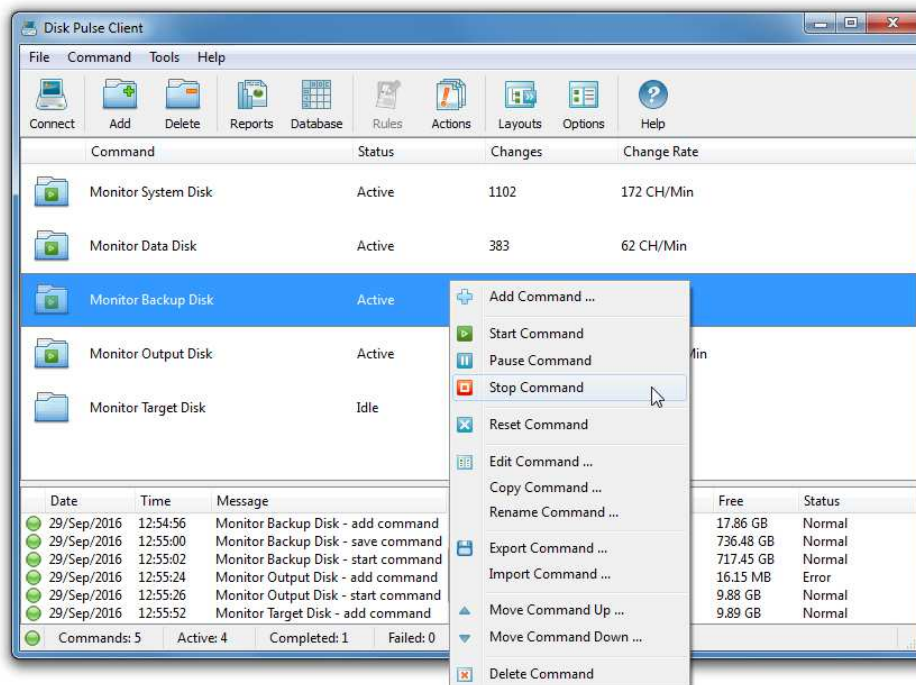 Disk Pulse Client
File Command Tools Help
Connect Add Delete Reports Database Rules Actions Layouts Options Help
Command Status Changes Change Rate
Monitor System Disk Active 1102 172 CH/Min
Monitor Data Disk Active 383 62 CH/Min
Monitor Backup Disk Active
Monitor Output Disk Active
Monitor Target Disk Idle
Add Command ...
Start Command
Pause Command
Stop Command
Reset Command
Edit Command ...
Copy Command ...
Rename Command ...
Export Command ...
Import Command ...
Move Command Up ...
Move Command Down ...
Delete Command
Date Time Message Free Status
29/Sep/2016 12:54:56 Monitor Backup Disk - add command 17.86 GB Normal
29/Sep/2016 12:55:00 Monitor Backup Disk - save command 736.48 GB Normal
29/Sep/2016 12:55:02 Monitor Backup Disk - start command 717.45 GB Normal
29/Sep/2016 12:55:24 Monitor Output Disk - add command 16.15 MB Error
29/Sep/2016 12:55:26 Monitor Output Disk - start command 9.88 GB Normal
29/Sep/2016 12:55:52 Monitor Target Disk - add command 9.89 GB Normal
Commands: 5 Active: 4 Completed: 1 Failed: 0